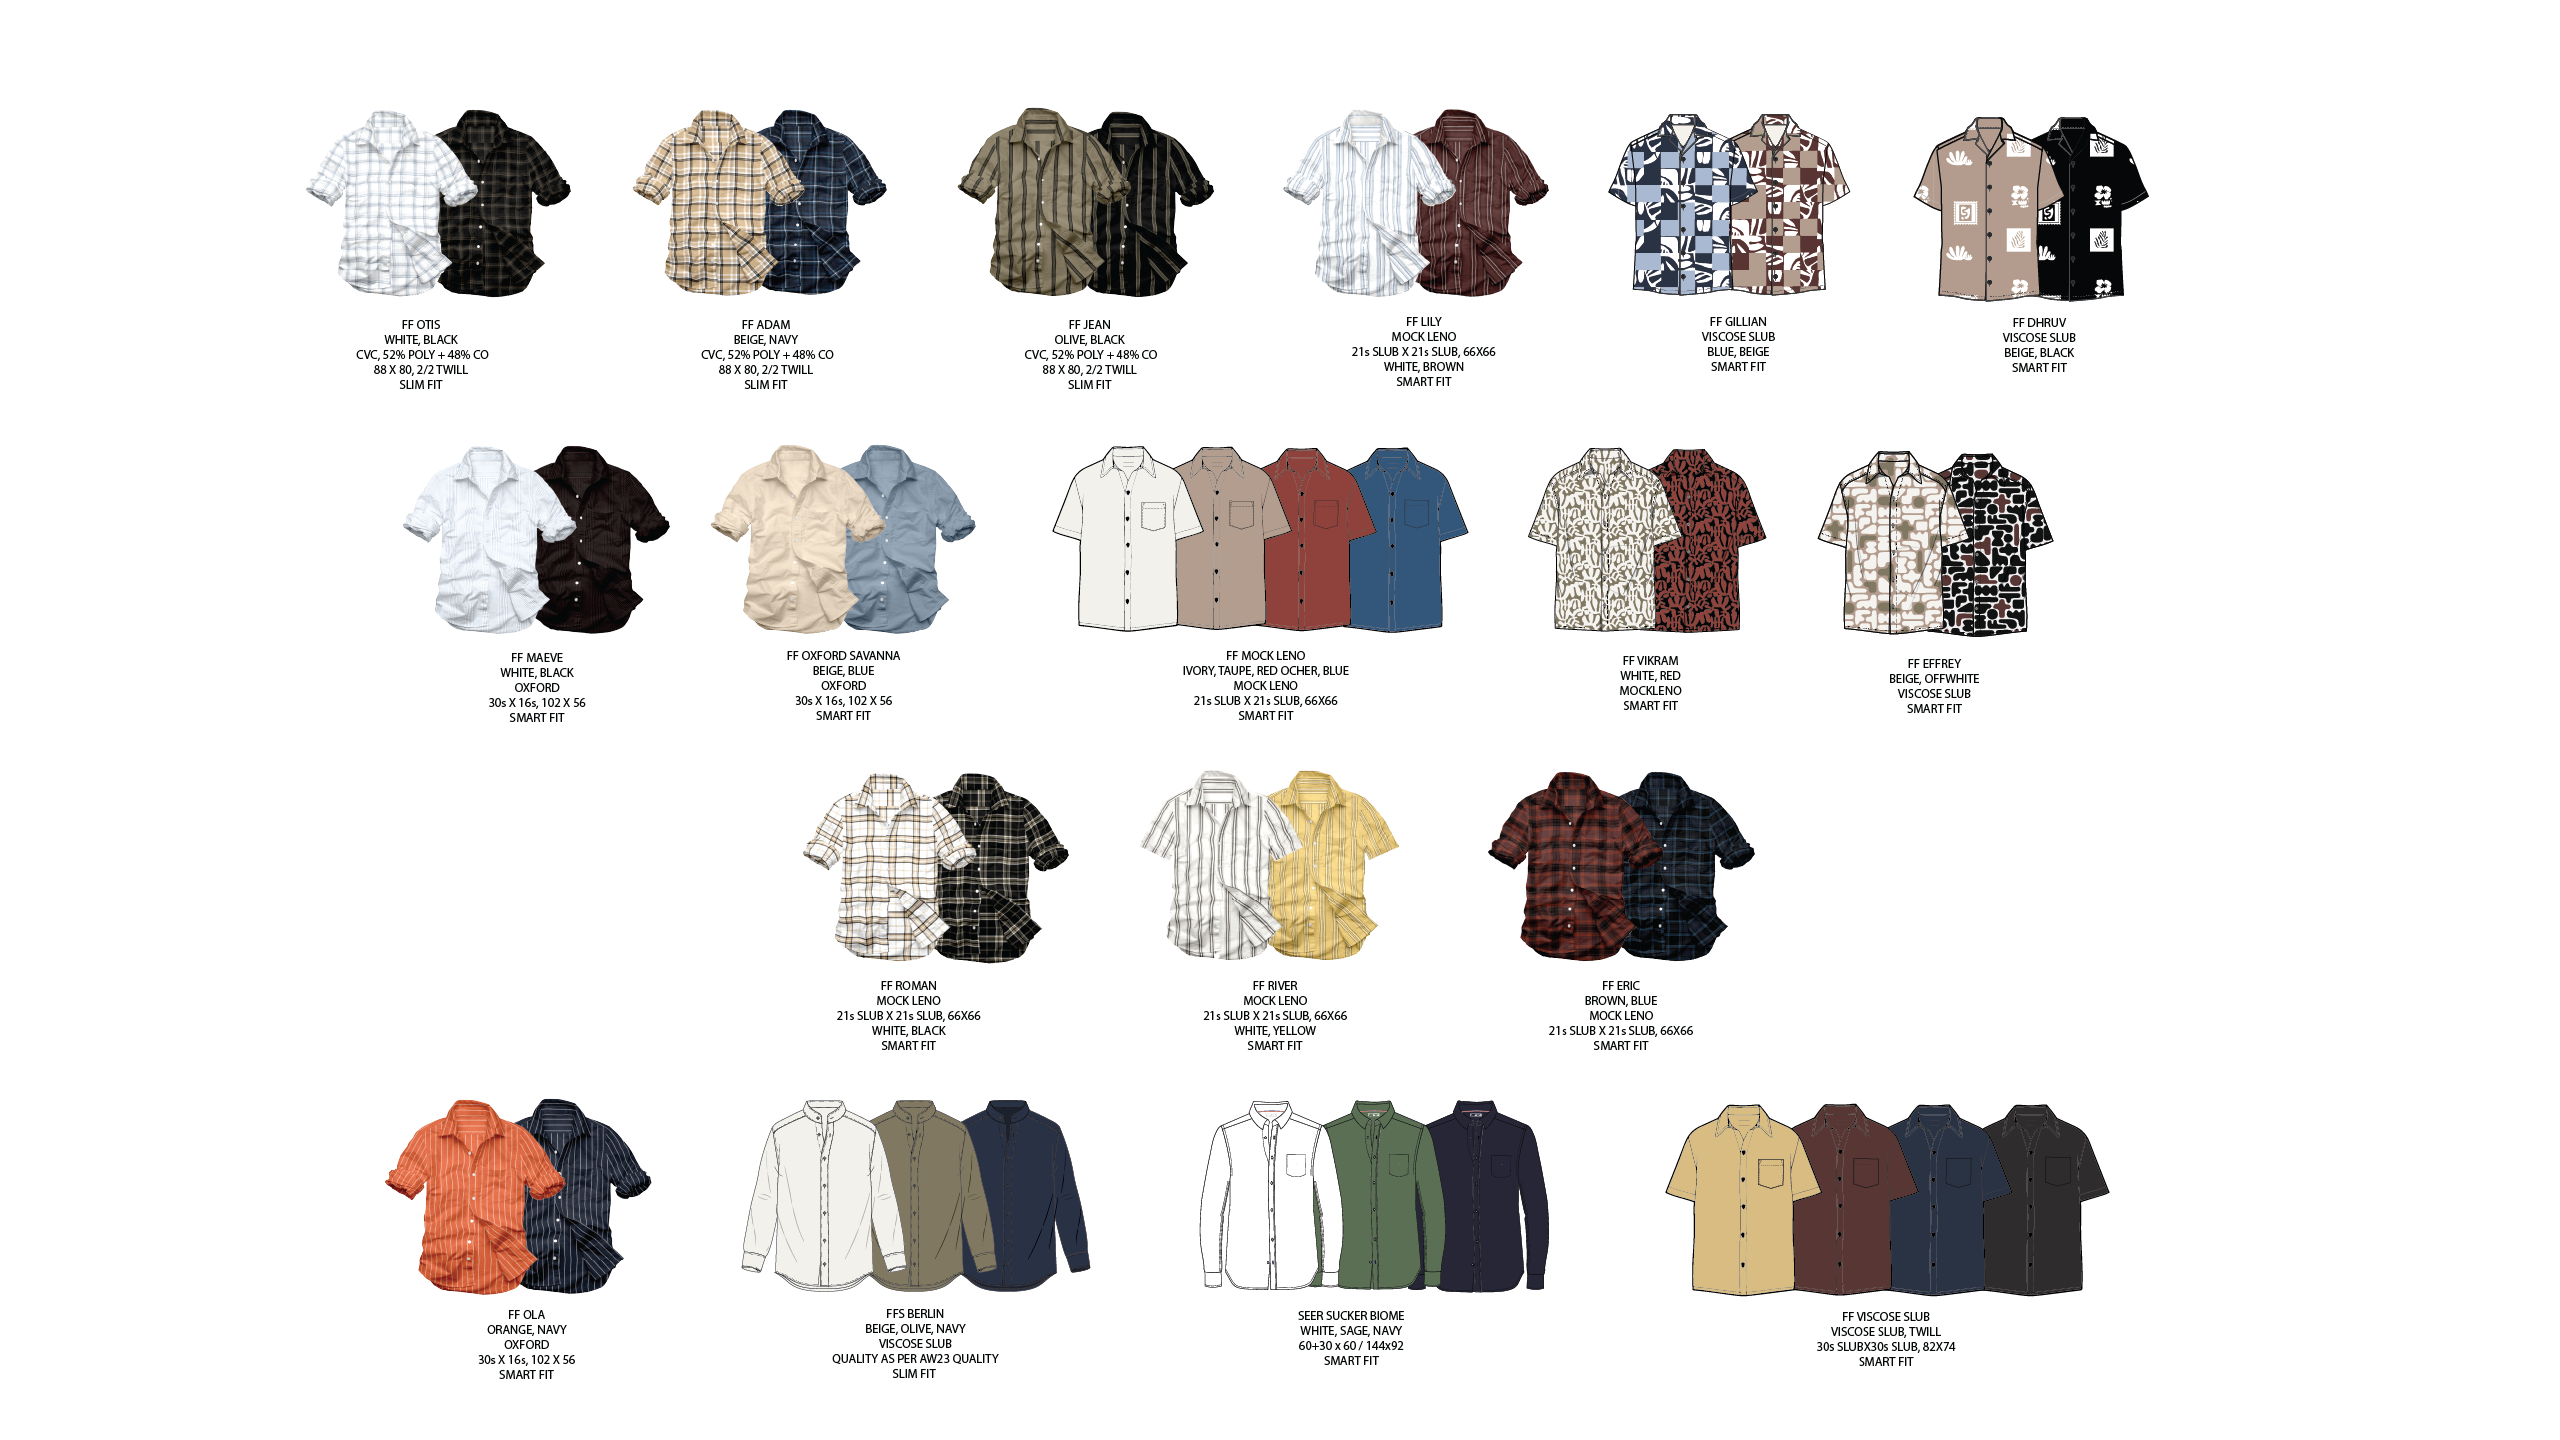 FF OTIS
WHITE, BLACK
CVC, 52% POLY + 48% CO
88 X 80, 2/2 TWILL
SLIM FIT
FF ADAM
BEIGE, NAVY
CVC, 52% POLY + 48% CO
88 X 80, 2/2 TWILL
SLIM FIT
FF JEAN
OLIVE, BLACK
CVC, 52% POLY + 48% CO
88 X 80, 2/2 TWILL
SLIM FIT
FF LILY
MOCK LENO
21s SLUB X 21s SLUB, 66X66
WHITE, BROWN
SMART FIT
FF GILLIAN
VISCOSE SLUB
BLUE, BEIGE
SMART FIT
FF DHRUV
VISCOSE SLUB
BEIGE, BLACK
SMART FIT
FF MAEVE
WHITE, BLACK
OXFORD
30s X 16s, 102 X 56
SMART FIT
FF OXFORD SAVANNA
BEIGE, BLUE
OXFORD
30s X 16s, 102 X 56
SMART FIT
FF MOCK LENO
IVORY, TAUPE, RED OCHER, BLUE
MOCK LENO
21s SLUB X 21s SLUB, 66X66
SMART FIT
FF VIKRAM
WHITE, RED
MOCKLENO
SMART FIT
FF EFFREY
BEIGE, OFFWHITE
VISCOSE SLUB
SMART FIT
FF ROMAN
MOCK LENO
21s SLUB X 21s SLUB, 66X66
WHITE, BLACK
SMART FIT
FF RIVER
MOCK LENO
21s SLUB X 21s SLUB, 66X66
WHITE, YELLOW
SMART FIT
FF ERIC
BROWN, BLUE
MOCK LENO
21s SLUB X 21s SLUB, 66X66
SMART FIT
FF OLA
ORANGE, NAVY
OXFORD
30s X 16s, 102 X 56
SMART FIT
FFS BERLIN
BEIGE, OLIVE, NAVY
VISCOSE SLUB
QUALITY AS PER AW23 QUALITY
SLIM FIT
SEER SUCKER BIOME
WHITE, SAGE, NAVY
60+30 x 60 / 144x92
SMART FIT
FF VISCOSE SLUB
VISCOSE SLUB, TWILL
30s SLUBX30s SLUB, 82X74
SMART FIT